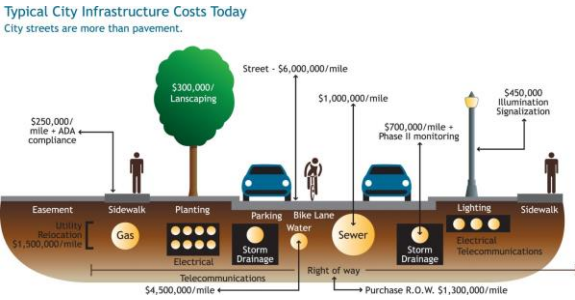 Typical City Infrastructure Costs Today
City streets are more than pavement.
$300,000/
Lanscaping
Street - $6,000,000/mile
$1,000,000/mile
$450,000
Illumination
Signalization
$250,000/
mile + ADA
compliance
$700,000/mile +
Phase II monitoring
Easement
Sidewalk
Planting
Parking
Bike Lane
Lighting
Sidewalk
Utility
Relocation
$1,500,000/mile
Gas
Water
Storm
Drainage
Sewer
Storm
Drainage
Electrical
Telecommunications
Electrical
Telecommunications
Right of way
$4,500,000/mile
Purchase R.O.W. $1,300,000/mile